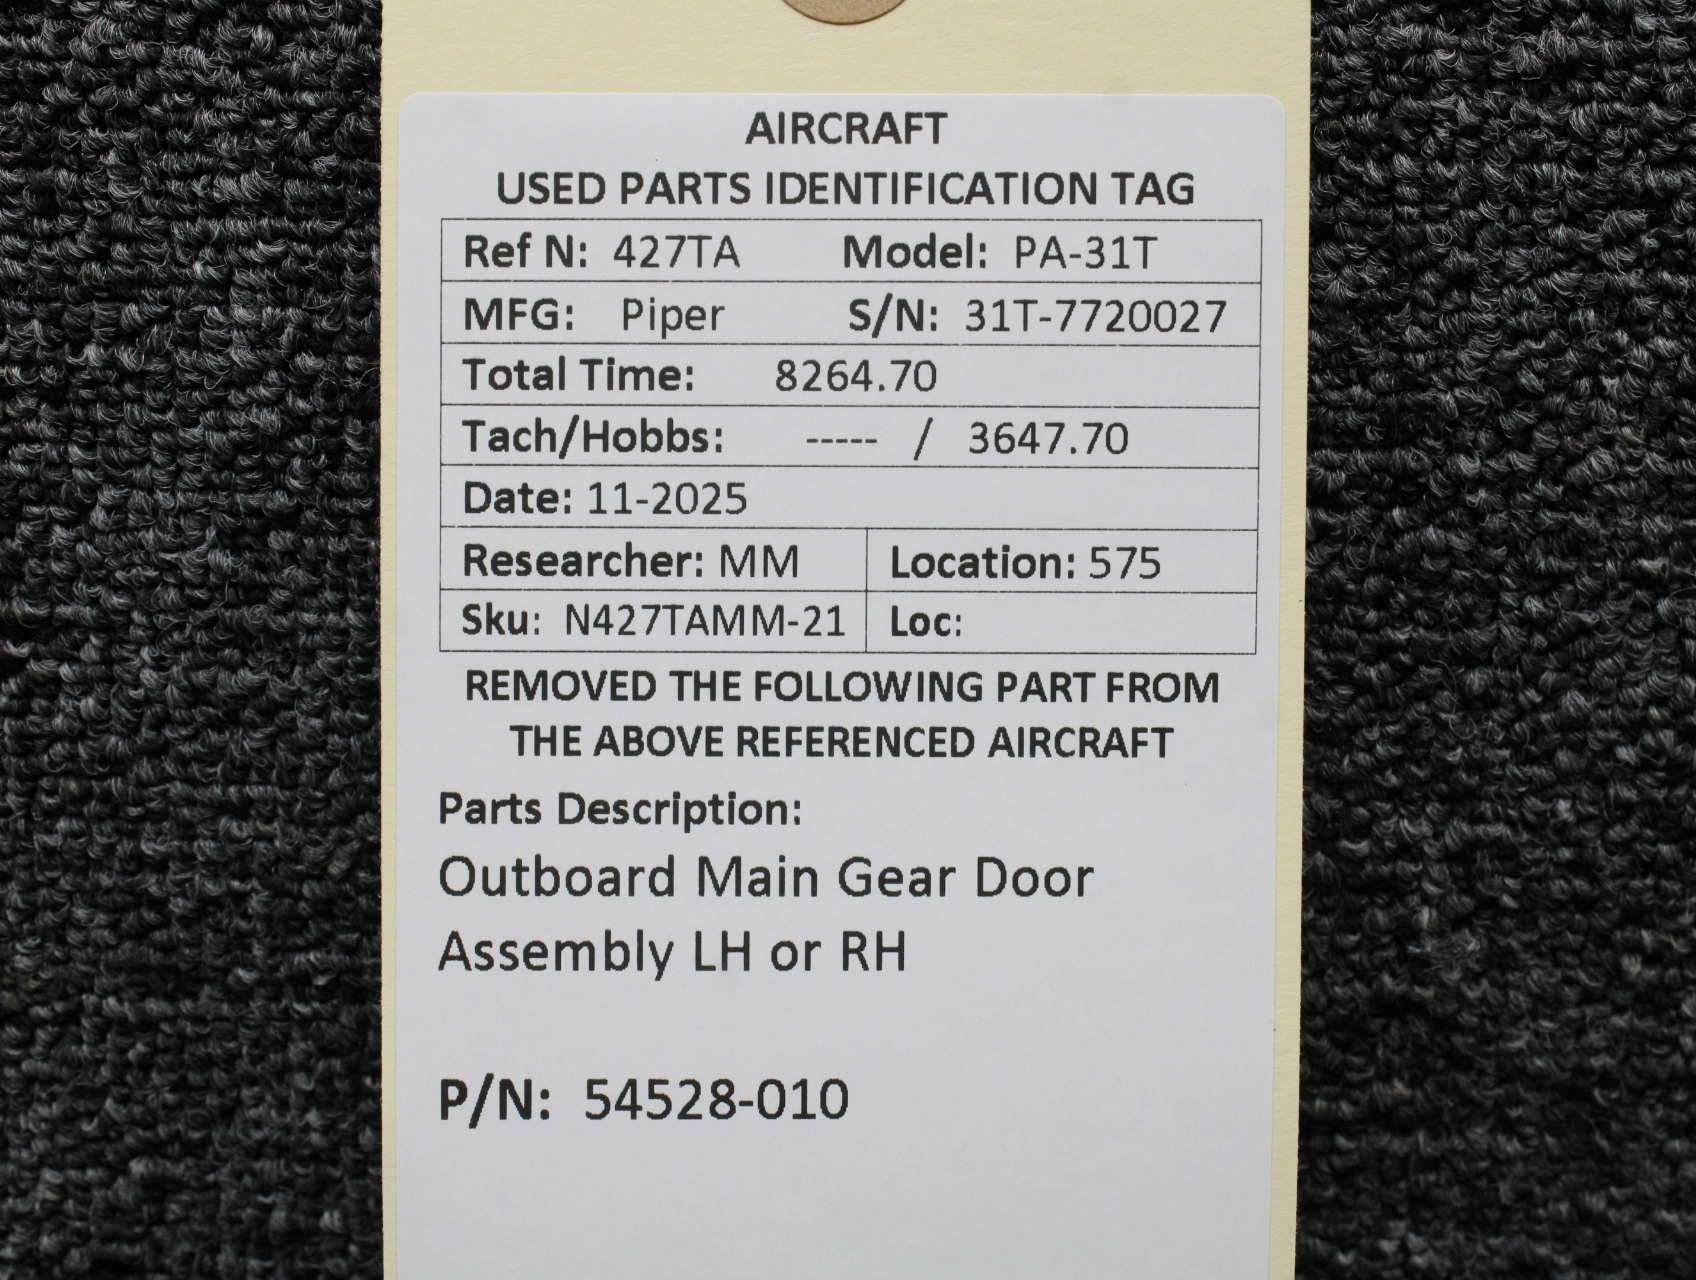 AIRCRAFT
USED PARTS IDENTIFICATION TAG
Ref N: 427TA Model: PA-31T
MFG: Piper S/N: 31T-7720027
Total Time: 8264.70
Tach/Hobbs: ----- / 3647.70
Date: 11-2025
Researcher: MM Location: 575
Sku: N427TAMM-21 Loc:
REMOVED THE FOLLOWING PART FROM
THE ABOVE REFERENCED AIRCRAFT
Parts Description:
Outboard Main Gear Door
Assembly LH or RH
P/N: 54528-010